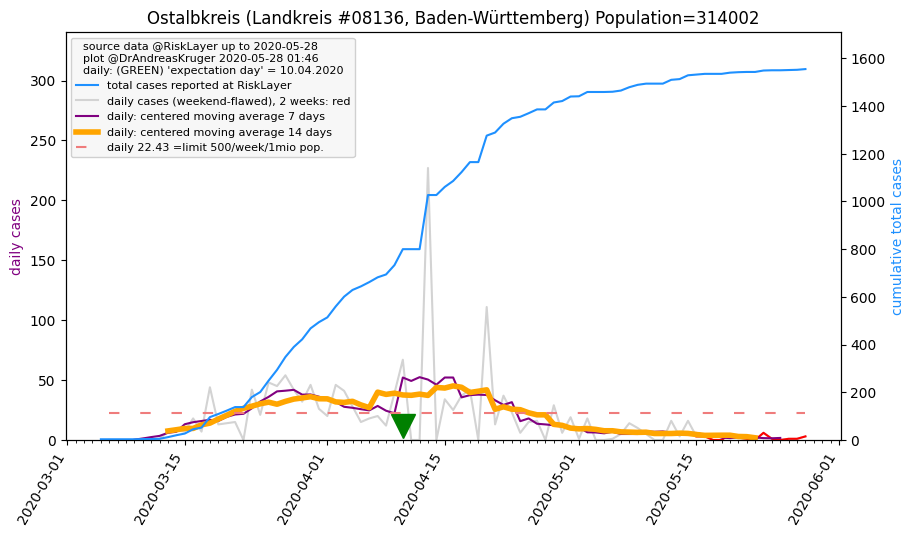 Ostalbkreis (Landkreis #08136, Baden-Württemberg) Population=314002
source data @RiskLayer up to 2020-05-28
plot @DrAndreasKruger 2020-05-28 01:46
daily: (GREEN) 'expectation day' = 10.04.2020
total cases reported at RiskLayer
daily cases (weekend-flawed), 2 weeks: red
daily: centered moving average 7 days
daily: centered moving average 14 days
daily 22.43 =limit 500/week/1mio pop.
daily cases
300
250
200
150
100
50
0
cumulative total cases
1600
1400
1200
1000
800
600
400
200
0
2020-03-01
2020-03-15
2020-04-01
2020-04-15
2020-05-01
2020-05-15
2020-06-01